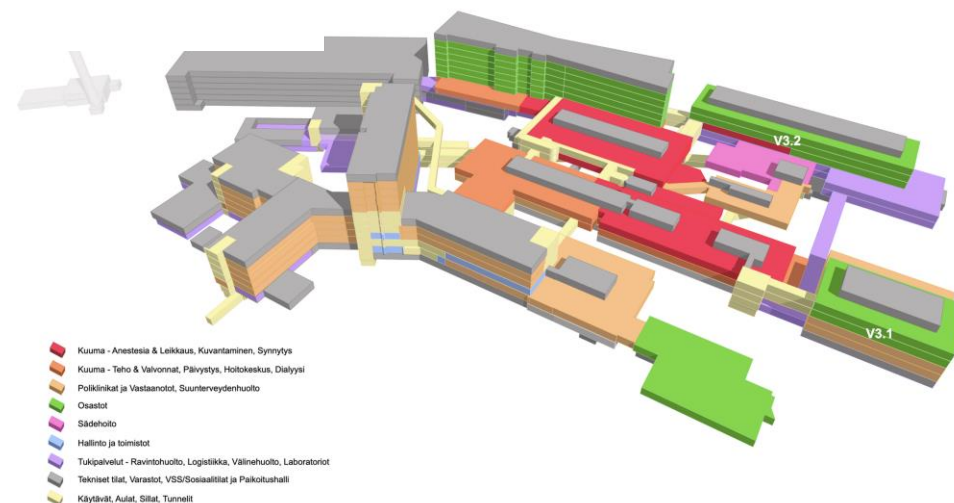 V3.2
V3.1
Kuuma - Anestesia & Leikkaus, Kuvantaminen, Synnytys
Kuuma - Teho & Valvonnat, Päivystys, Hoitokeskus, Dialyysi
Poliklinikat ja Vastaanotot, Suunterveydenhuolto
Osastot
Sädehoito
Hallinto ja toimistot
Tukipalvelut - Ravintohuolto, Logistiikka, Välinehuolto, Laboratoriot
Tekniset tilat, Varastot, VSS/Sosiaalitilat ja Paikoitushalli
Käytävät, Aulat, Sillat, Tunnelit